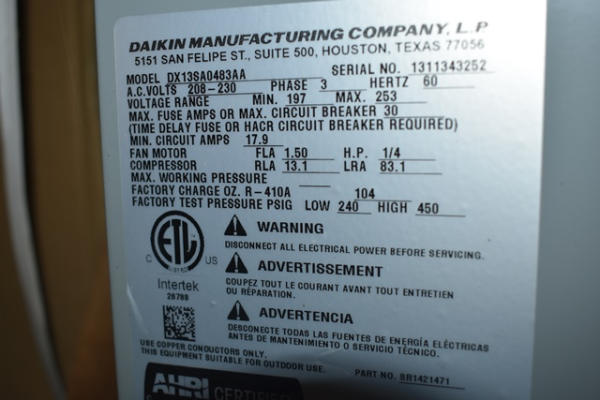 DAIKIN MANUFACTURING COMPANY, L.P
5151 SAN FELIPE ST., SUITE 500, HOUSTON, TEXAS 77056
MODEL DX13SA0483AA SERIAL NO. 1311343252
A.C.VOLTS 208-230 PHASE 3 HERTZ 60
VOLTAGE RANGE MIN. 197 MAX. 253
MAX. FUSE AMPS OR MAX. CIRCUIT BREAKER 30
(TIME DELAY FUSE OR HACR CIRCUIT BREAKER REQUIRED)
MIN. CIRCUIT AMPS 17.9
FAN MOTOR FLA 1.50 H.P. 1/4
COMPRESSOR RLA 13.1 LRA 83.1
MAX. WORKING PRESSURE
FACTORY CHARGE OZ. R-410A 104
FACTORY TEST PRESSURE PSIG LOW 240 HIGH 450
WARNING
DISCONNECT ALL ELECTRICAL POWER BEFORE SERVICING.
ETL
C US
LISTED
Intertek
28788
ADVERTISSEMENT
COUPEZ TOUT LE COURANT AVANT TOUT ENTRETIEN
OU RÉPARATION.
ADVERTENCIA
DESCONECTE TODAS LAS FUENTES DE ENERGÍA ELÉCTRICAS
ANTES DE MANTENIMIENTO O SERVICIO TÉCNICO.
USE COPPER CONDUCTORS ONLY.
THIS EQUIPMENT SUITABLE FOR OUTDOOR USE.
PART NO. BR1421471
AHRI